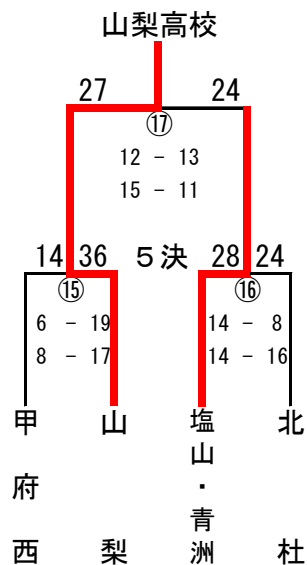 山梨高校
27 24
⑰
12 － 13
15 － 11
14 36 ５決 28 24
⑮ ⑯
6 － 19 14 － 8
8 － 17 14 － 16
甲府西 山梨 塩山・青洲 北杜